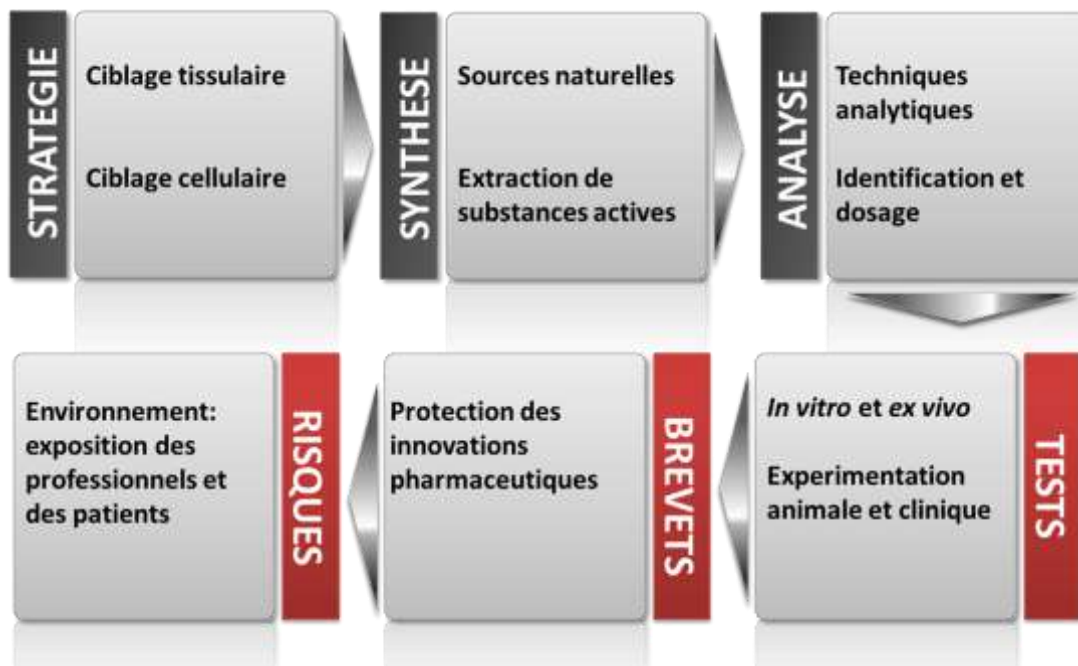 STRATEGIE
Ciblage tissulaire
Ciblage cellulaire
SYNTHESE
Sources naturelles
Extraction de
substances actives
ANALYSE
Techniques
analytiques
Identification et
dosage
TESTS
In vitro et ex vivo
Experimentation
animale et clinique
BREVETS
Protection des
innovations
pharmaceutiques
RISQUES
Environnement:
exposition des
professionnels et
des patients